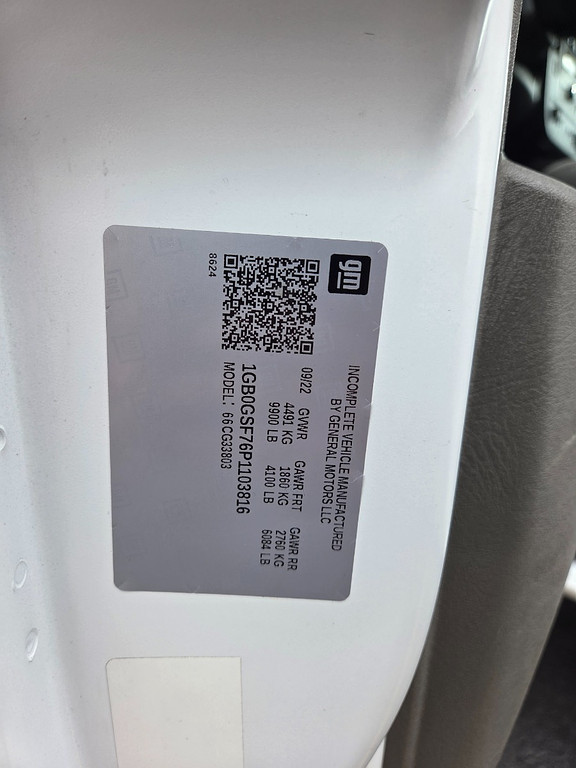 gm
INCOMPLETE VEHICLE MANUFACTURED
BY GENERAL MOTORS LLC
09/22 GVWR GAWR FRT GAWR RR
4491 KG 1860 KG 2760 KG
9900 LB 4100 LB 6084 LB
1GB0GSF76P1103816
MODEL: 66CG33803
8624